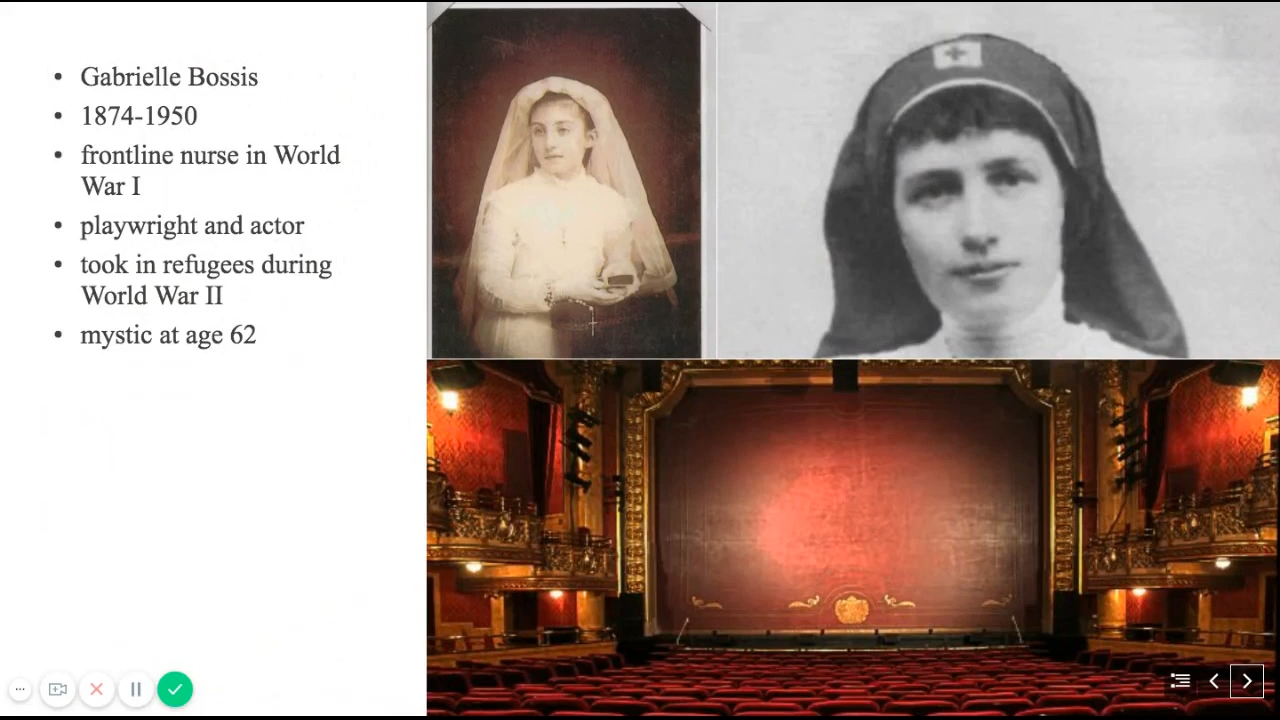 • Gabrielle Bossis
• 1874-1950
• frontline nurse in World
War I
• playwright and actor
• took in refugees during
World War II
• mystic at age 62